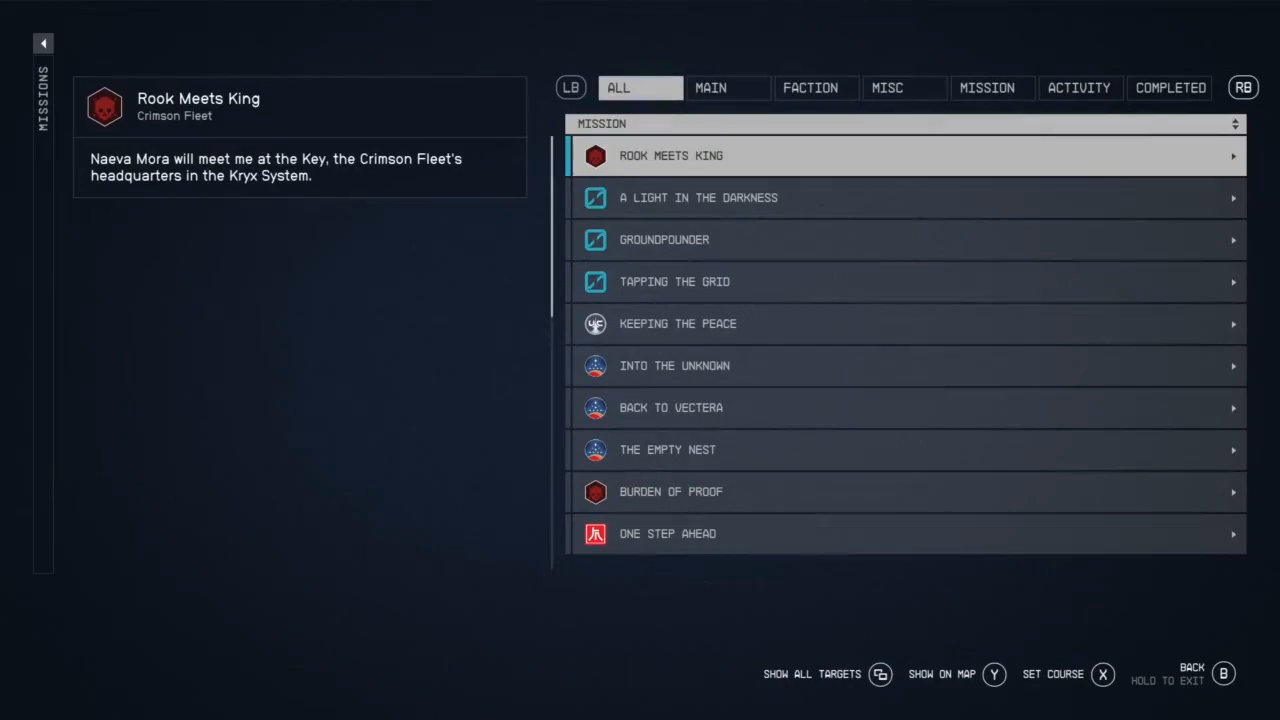 MISSIONS
Rook Meets King
Crimson Fleet
Naeva Mora will meet me at the Key, the Crimson Fleet's
headquarters in the Kryx System.
LB ALL MAIN FACTION MISC MISSION ACTIVITY COMPLETED RB
MISSION
ROOK MEETS KING
A LIGHT IN THE DARKNESS
GROUNDPOUNDER
TAPPING THE GRID
KEEPING THE PEACE
INTO THE UNKNOWN
BACK TO VECTERA
THE EMPTY NEST
BURDEN OF PROOF
ONE STEP AHEAD
SHOW ALL TARGETS SHOW ON MAP Y SET COURSE X BACK B
HOLD TO EXIT